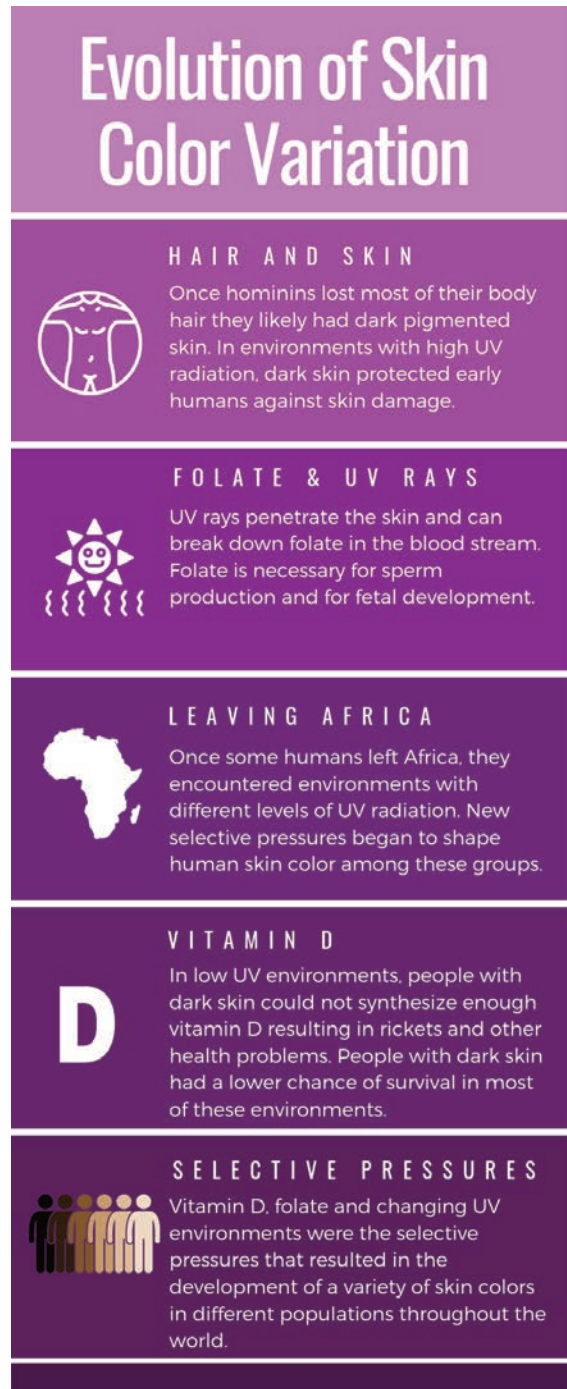 Evolution of Skin
Color Variation
HAIR AND SKIN
Once hominins lost most of their body
hair they likely had dark pigmented
skin. In environments with high UV
radiation, dark skin protected early
humans against skin damage.
FOLATE & UV RAYS
UV rays penetrate the skin and can
break down folate in the blood stream.
Folate is necessary for sperm
production and for fetal development.
LEAVING AFRICA
Once some humans left Africa, they
encountered environments with
different levels of UV radiation. New
selective pressures began to shape
human skin color among these groups.
VITAMIN D
D
In low UV environments, people with
dark skin could not synthesize enough
vitamin D resulting in rickets and other
health problems. People with dark skin
had a lower chance of survival in most
of these environments.
SELECTIVE PRESSURES
Vitamin D, folate and changing UV
environments were the selective
pressures that resulted in the
development of a variety of skin colors
in different populations throughout the
world.